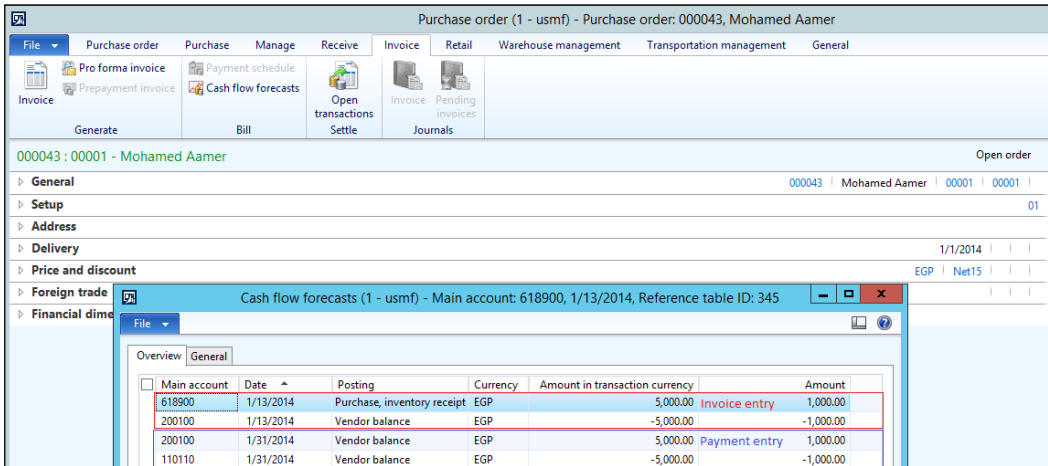 Purchase order (1 - usmf) - Purchase order: 000043, Mohamed Aamer
File Purchase order Purchase Manage Receive Invoice Retail Warehouse management Transportation management General
Invoice
Pro forma invoice
Prepayment invoice
Generate
Payment schedule
Cash flow forecasts
Bill
Open
transactions
Settle
Invoice
Pending
invoices
Journals
000043 : 00001 - Mohamed Aamer Open order
General 000043 Mohamed Aamer 00001 00001
Setup 01
Address
Delivery 1/1/2014
Price and discount EGP Net15
Foreign trade
Financial dime
Cash flow forecasts (1 - usmf) - Main account: 618900, 1/13/2014, Reference table ID: 345
File
Overview General
Main account Date Posting Currency Amount in transaction currency Amount
618900 1/13/2014 Purchase, inventory receipt EGP 5,000.00 Invoice entry 1,000.00
200100 1/13/2014 Vendor balance EGP -5,000.00 -1,000.00
200100 1/31/2014 Vendor balance EGP 5,000.00 Payment entry 1,000.00
110110 1/31/2014 Vendor balance EGP -5,000.00 -1,000.00